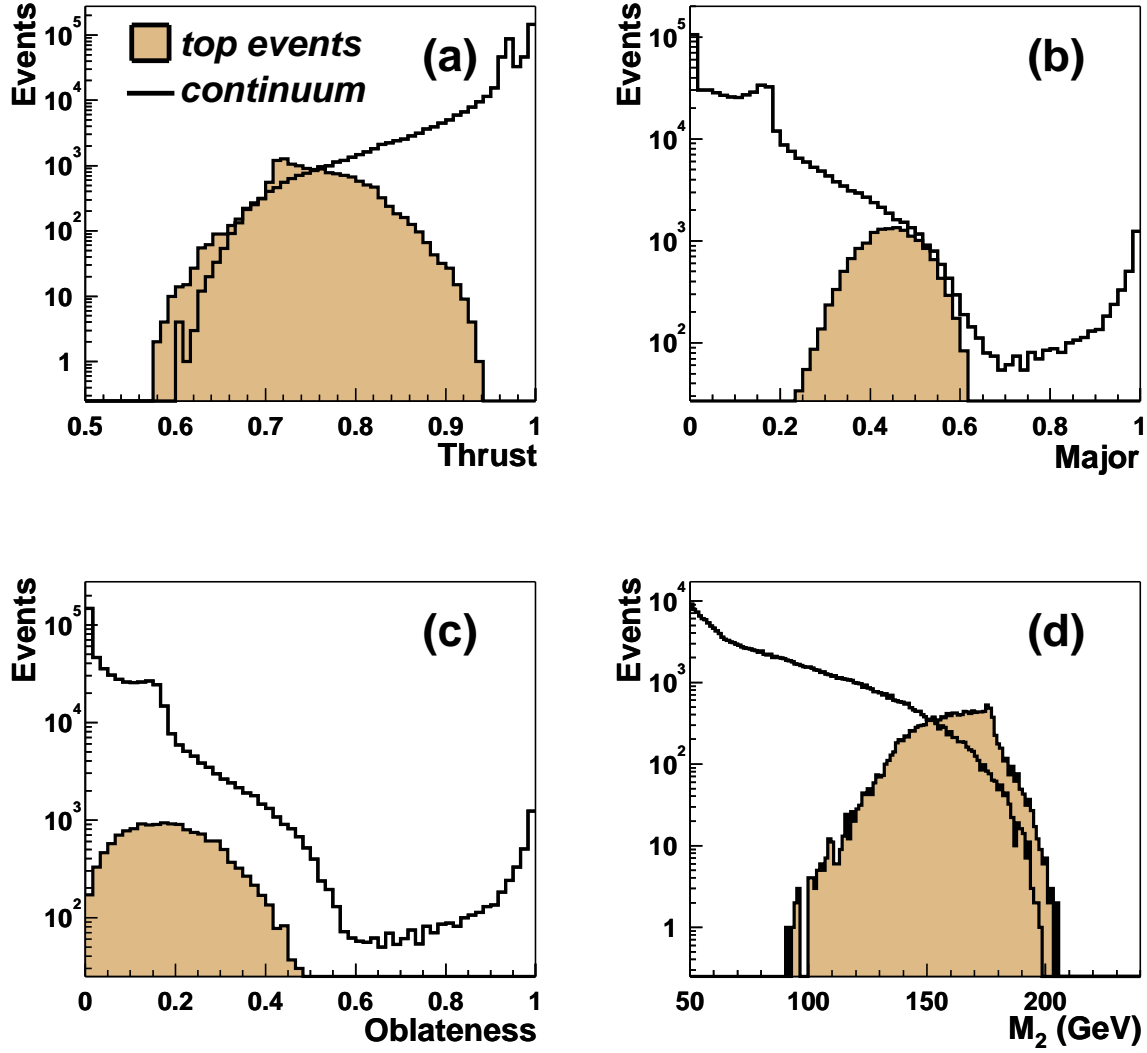 Events
10^5
10^4
10^3
10^2
10
1
top events
continuum
(a)
0.5 0.6 0.7 0.8 0.9 1
Thrust
Events
10^5
10^4
10^3
10^2
(b)
0 0.2 0.4 0.6 0.8 1
Major
Events
10^5
10^4
10^3
10^2
(c)
0 0.2 0.4 0.6 0.8 1
Oblateness
Events
10^4
10^3
10^2
10
1
(d)
50 100 150 200
M_2 (GeV)